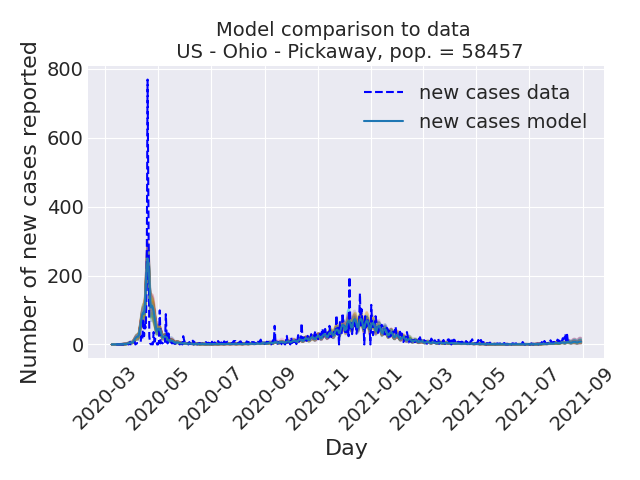 Model comparison to data
US - Ohio - Pickaway, pop. = 58457
Number of new cases reported
800
600
400
200
0
new cases data
new cases model
2020-03
2020-05
2020-07
2020-09
2020-11
2021-01
2021-03
2021-05
2021-07
2021-09
Day